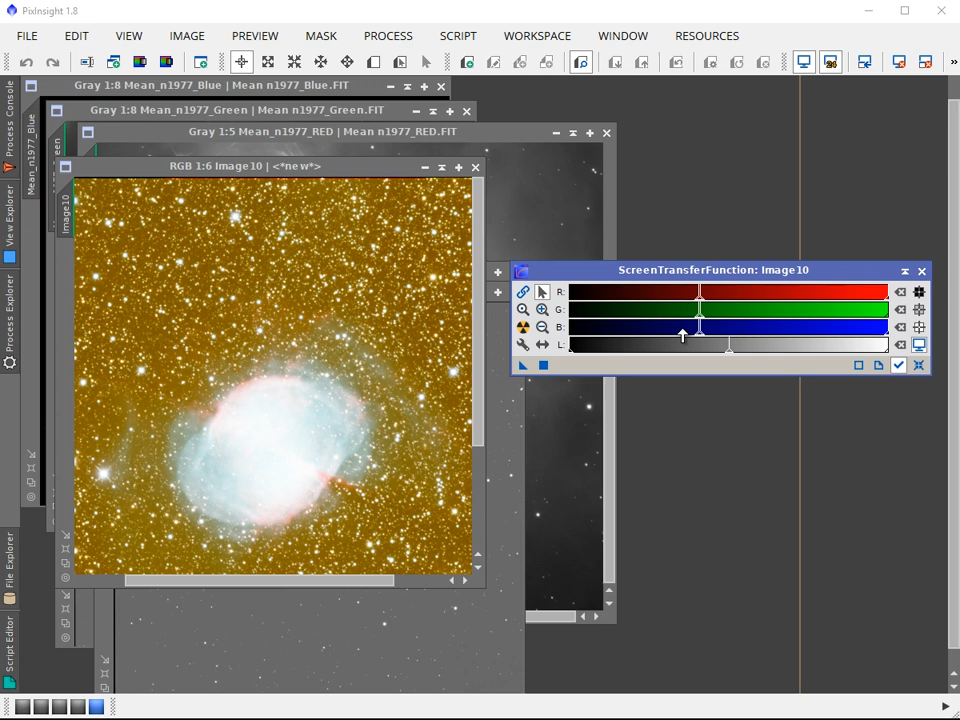 PixInsight 1.8
FILE EDIT VIEW IMAGE PREVIEW MASK PROCESS SCRIPT WORKSPACE WINDOW RESOURCES
Gray 1:8 Mean_n1977_Blue | Mean n1977_Blue.FIT
Gray 1:8 Mean_n1977_Green | Mean n1977_Green.FIT
Gray 1:5 Mean_n1977_RED | Mean n1977_RED.FIT
RGB 1:6 Image10 | <*new*>
Process Console
View Explorer
Process Explorer
File Explorer
Script Editor
Mean_n1977_Blue
een
Image10
ScreenTransferFunction: Image10
R:
G:
B:
L: